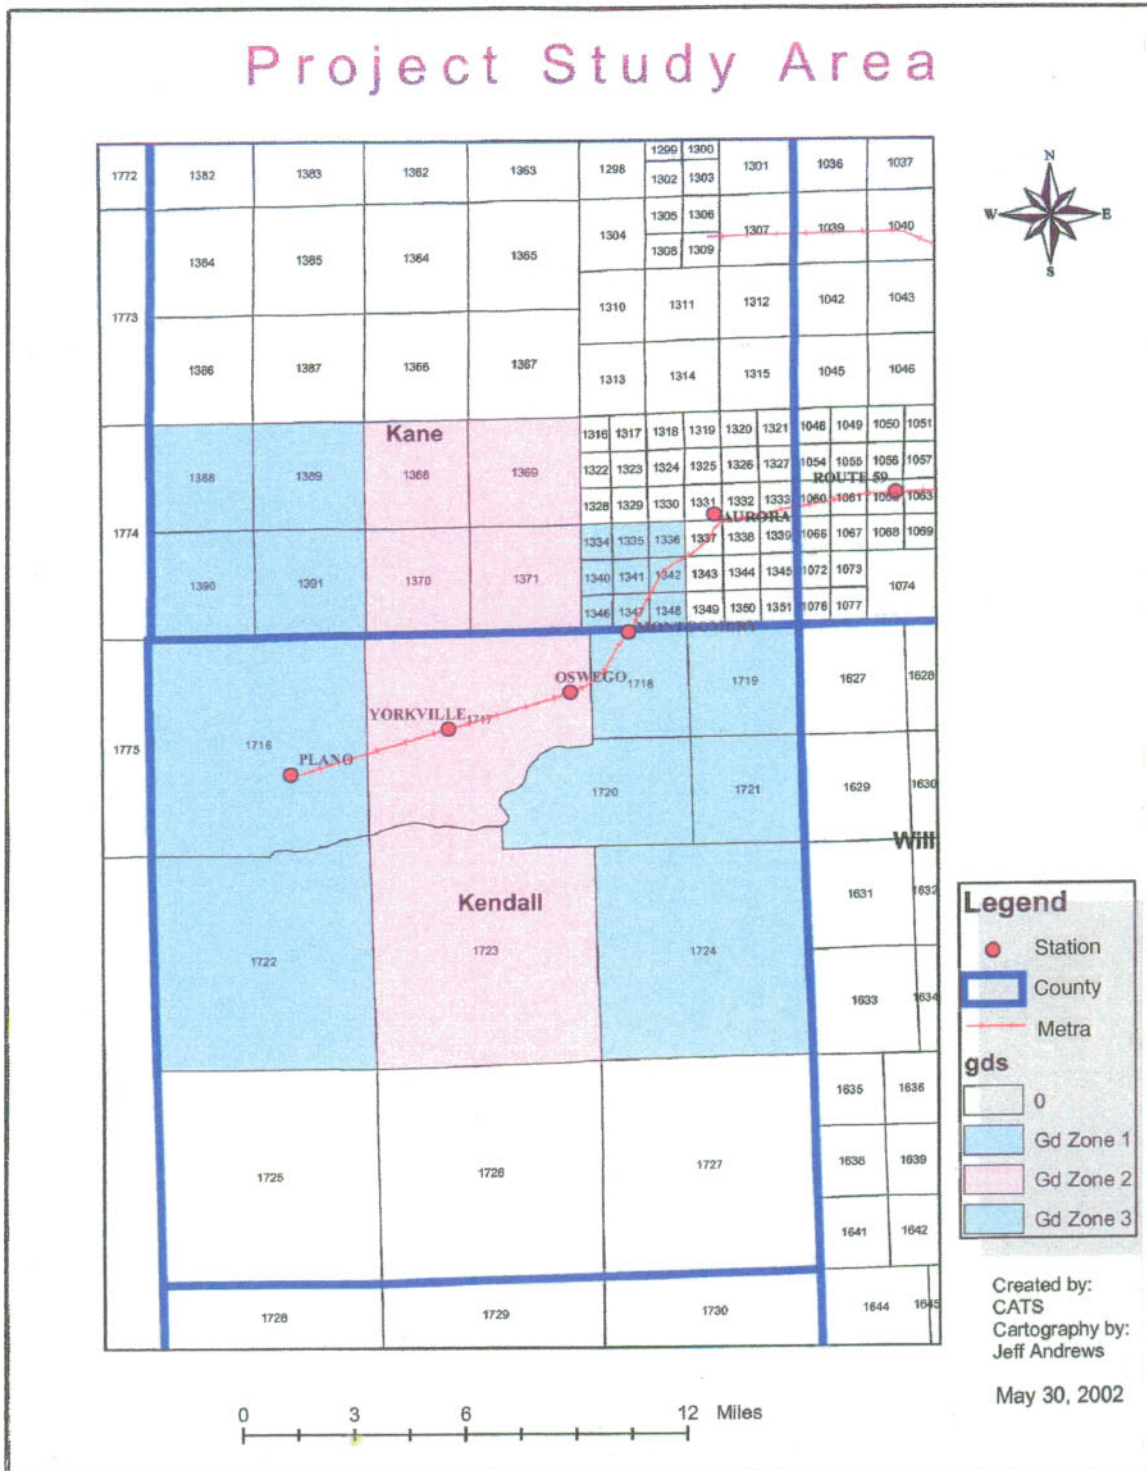 Project Study Area
N
W E
S
1299 1300
1772 1382 1383 1362 1363 1298 1301 1036 1037
1302 1303
1305 1306
1304 1307 1039 1040
1384 1385 1364 1365 1308 1309
1310 1311 1312 1042 1043
1773
1386 1387 1366 1367 1313 1314 1315 1045 1046
Kane
1316 1317 1318 1319 1320 1321 1048 1049 1050 1051
1388 1389 1368 1369 1322 1323 1324 1325 1326 1327 1054 1055 1056 1057
ROUTE 59
1328 1329 1330 1331 1332 1333 1060 1061 1063
AURORA
1774 1334 1335 1336 1337 1338 1339 1066 1067 1068 1069
1390 1391 1370 1371 1340 1341 1342 1343 1344 1345 1072 1073 1074
1346 1347 1348 1349 1350 1351 1076 1077
MONTGOMERY
OSWEGO 1718 1719 1627 1628
YORKVILLE 1717
1775 1716
PLANO
1720 1721 1629 1630
Will
Kendall
1631 1632
1722 1723 1724
1633 1634
1635 1636
1725 1726 1727 1638 1639
1641 1642
1728 1729 1730 1644 1645
Legend
Station
County
Metra
gds
0
Gd Zone 1
Gd Zone 2
Gd Zone 3
Created by:
CATS
Cartography by:
Jeff Andrews
May 30, 2002
0 3 6 12 Miles